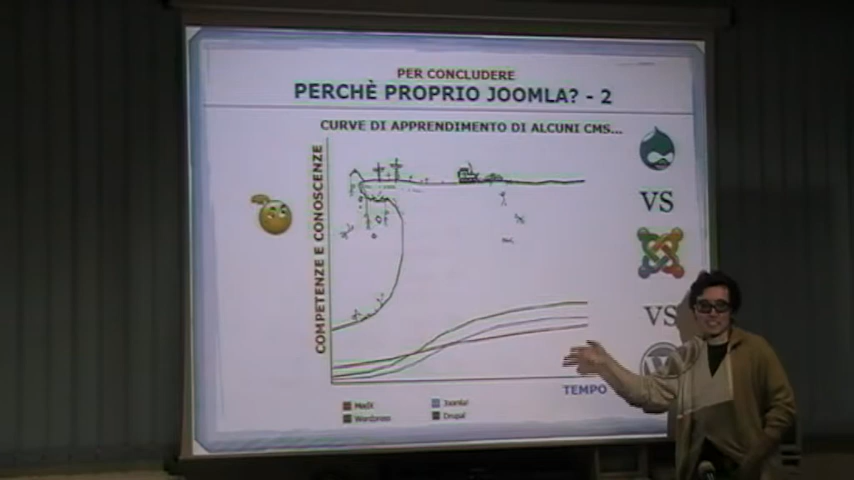 PER CONCLUDERE
PERCHÈ PROPRIO JOOMLA? - 2
CURVE DI APPRENDIMENTO DI ALCUNI CMS...
COMPETENZE E CONOSCENZE
VS
VS
TEMPO
Joomla!
Wordpress
Drupal